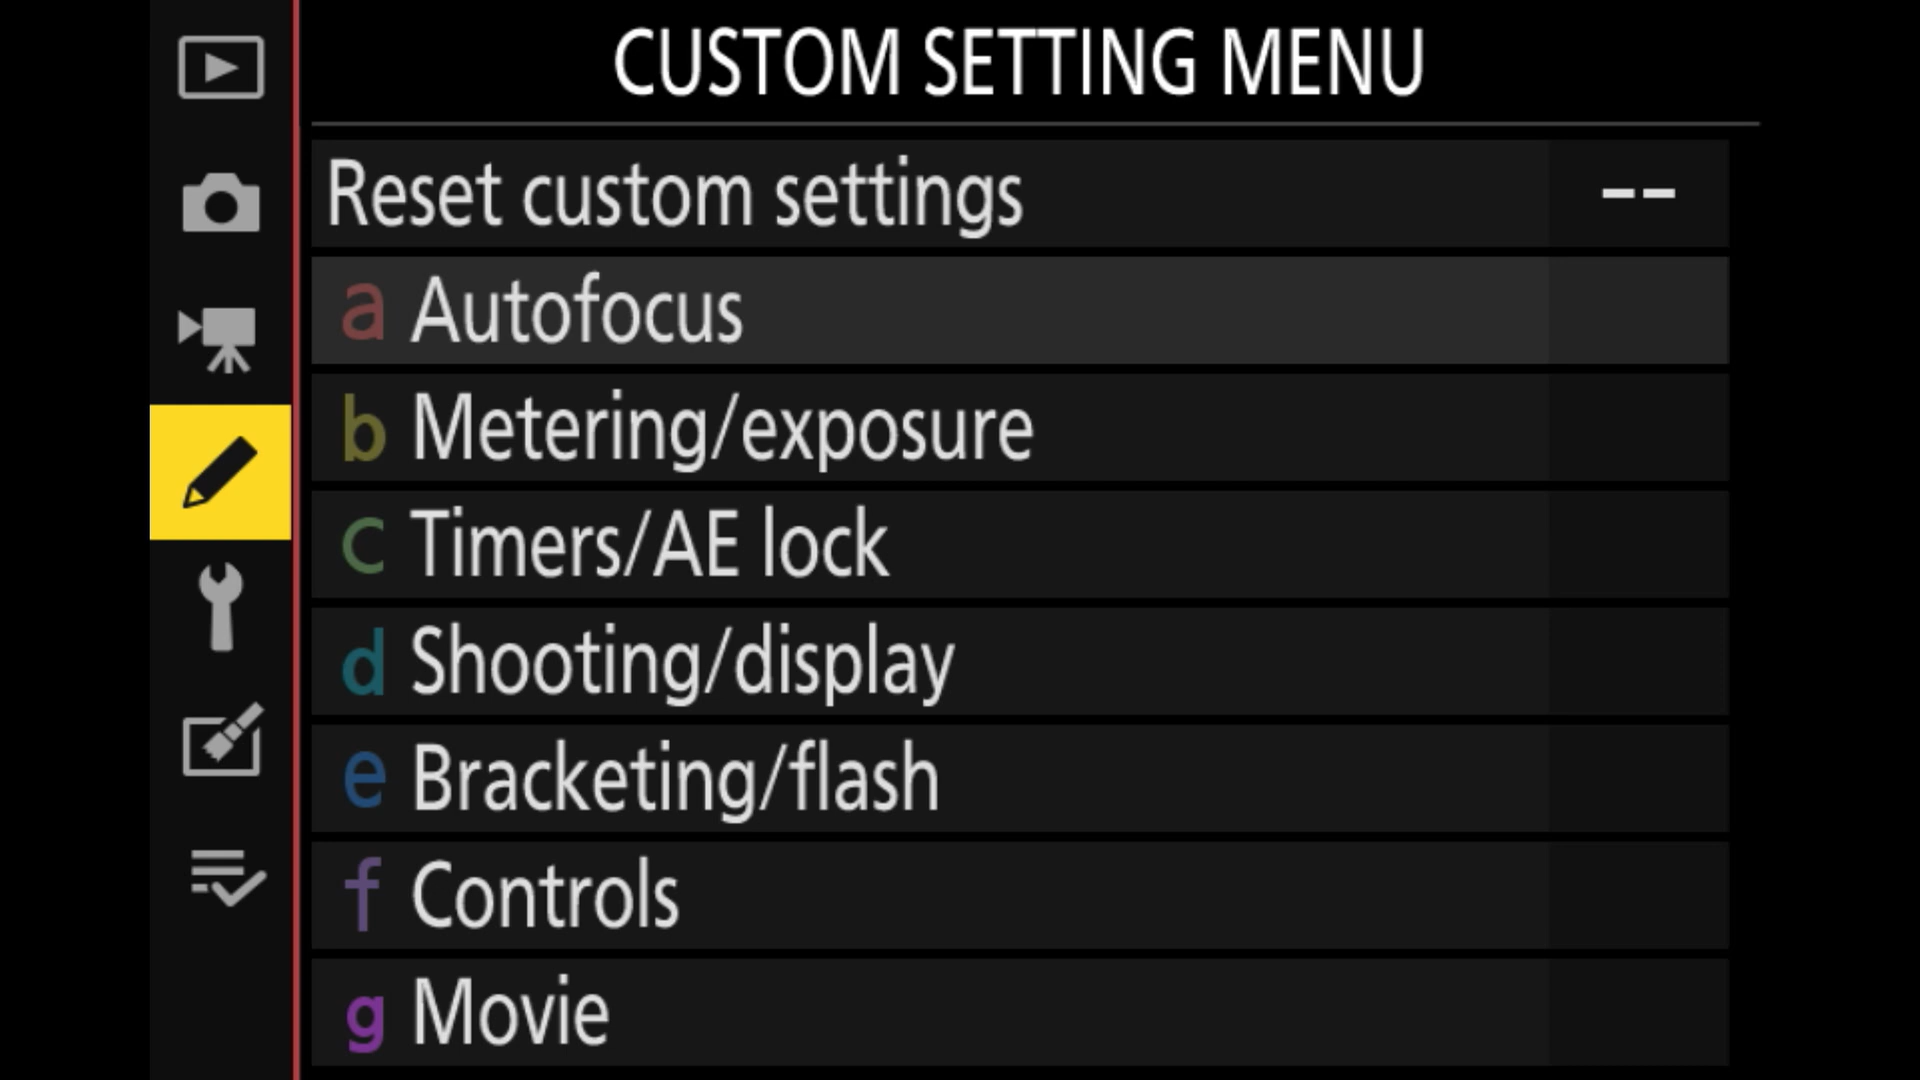 CUSTOM SETTING MENU
Reset custom settings --
a Autofocus
b Metering/exposure
c Timers/AE lock
d Shooting/display
e Bracketing/flash
f Controls
g Movie